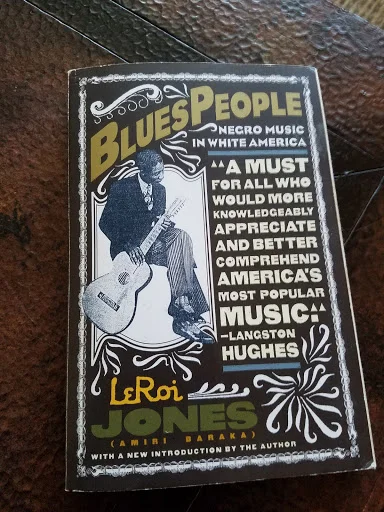 BLUES PEOPLE
NEGRO MUSIC
IN WHITE AMERICA
"A MUST
FOR ALL WHO
WOULD MORE
KNOWLEDGEABLY
APPRECIATE
AND BETTER
COMPREHEND
AMERICA'S
MOST POPULAR
MUSIC."
–LANGSTON
HUGHES
LEROI
JONES
(AMIRI BARAKA)
WITH A NEW INTRODUCTION BY THE AUTHOR